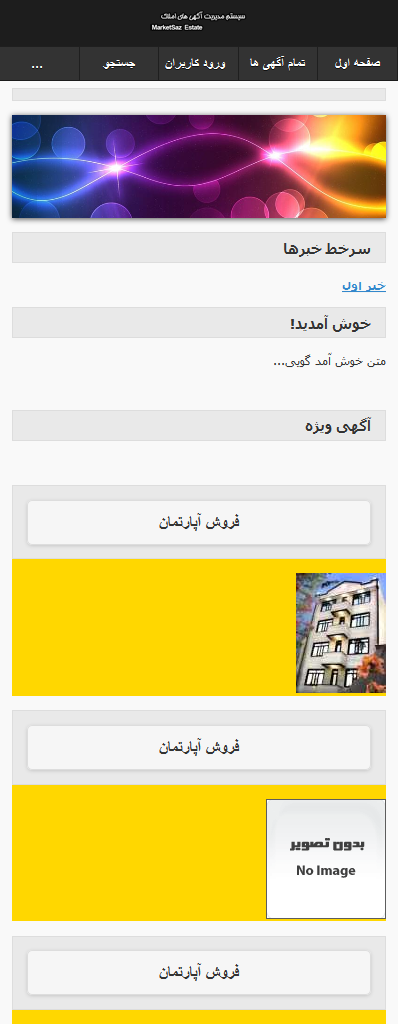 سیستم مدیریت آگهی های املاک
MarketSaz Estate
صفحه اول
تمام آگهی ها
ورود کاربران
جستجو
...
سرخط خبرها
خبر اول
خوش آمدید!
متن خوش آمد گویی...
آگهی ویژه
فروش آپارتمان
فروش آپارتمان
بدون تصویر
No Image
فروش آپارتمان